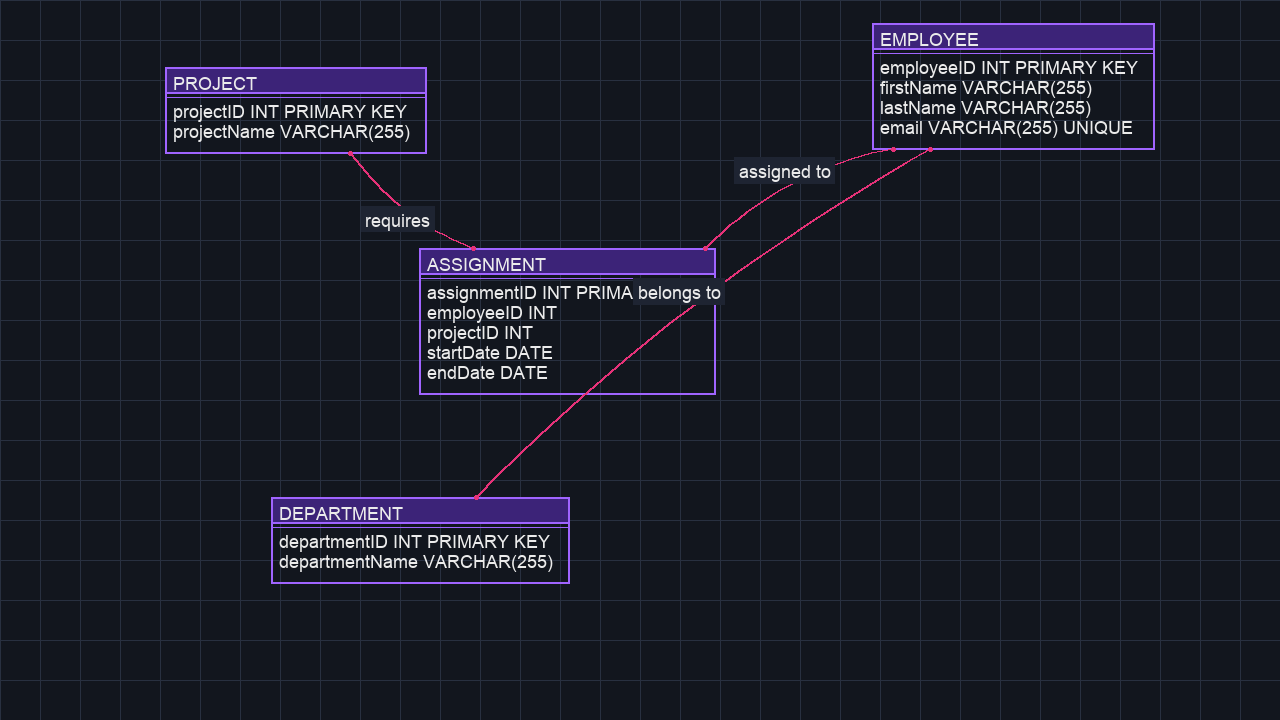 PROJECT
projectID INT PRIMARY KEY
projectName VARCHAR(255)
EMPLOYEE
employeeID INT PRIMARY KEY
firstName VARCHAR(255)
lastName VARCHAR(255)
email VARCHAR(255) UNIQUE
assigned to
requires
ASSIGNMENT
assignmentID INT PRIMA
belongs to
employeeID INT
projectID INT
startDate DATE
endDate DATE
DEPARTMENT
departmentID INT PRIMARY KEY
departmentName VARCHAR(255)